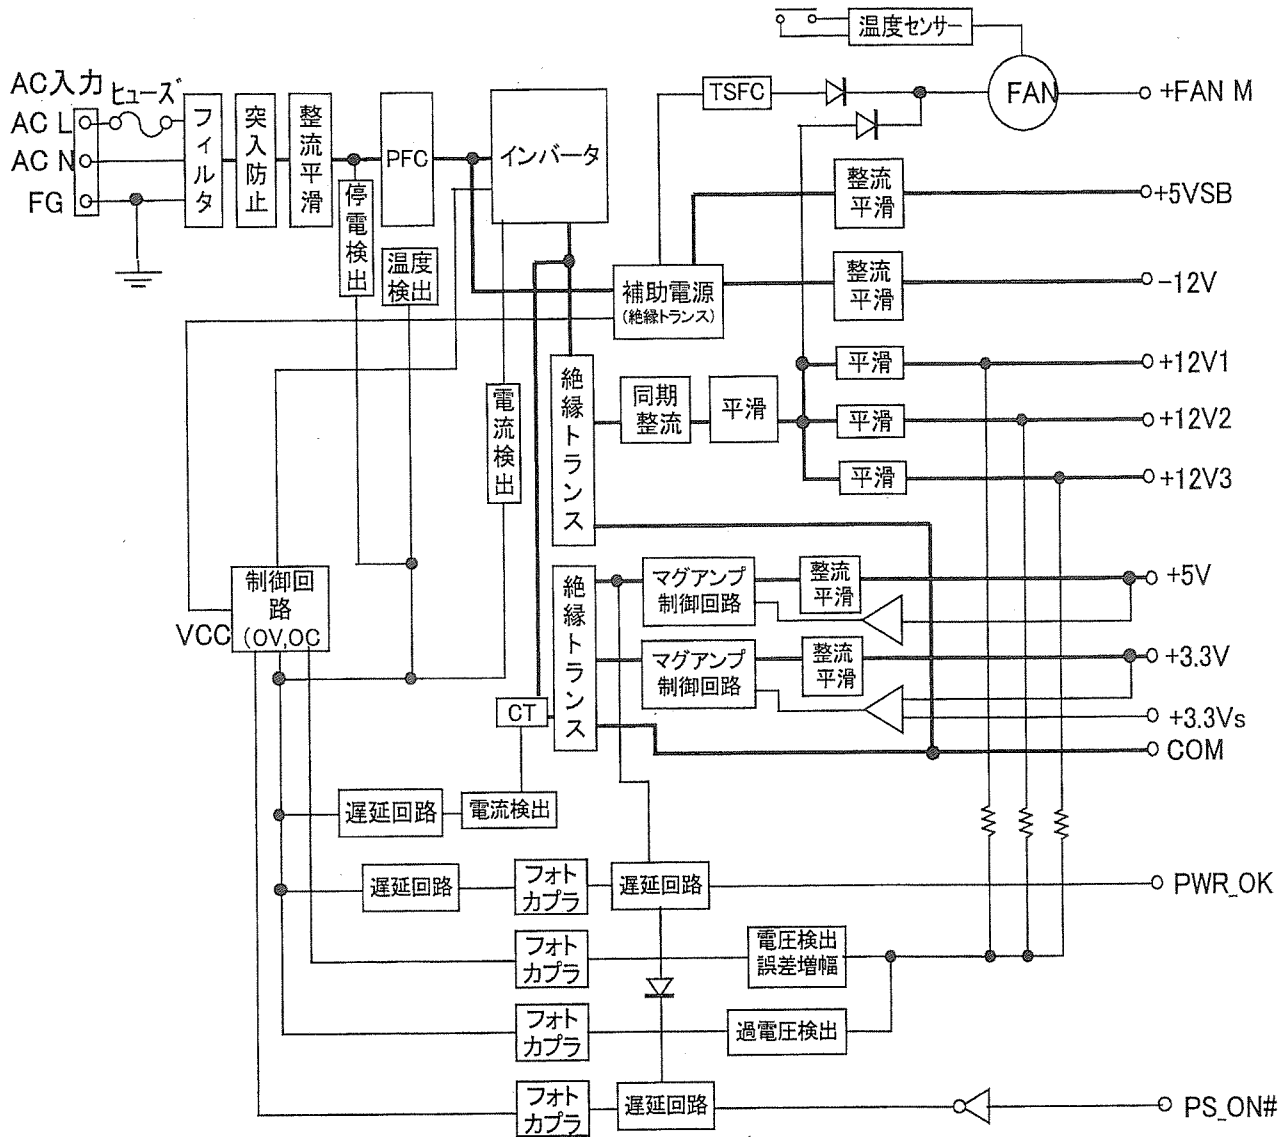 温度センサー
AC入力
ヒューズ
TSFC
FAN
+FAN M
AC L
AC N
FG
フィルタ
突入防止
整流平滑
PFC
インバータ
停電検出
温度
検出
整流
平滑
+5VSB
補助電源
(絶縁トランス)
整流
平滑
-12V
電流検出
絶縁トランス
同期
整流
平滑
平滑
+12V1
平滑
+12V2
平滑
+12V3
制御回
路
(OV,OC
VCC
絶縁トランス
マグアンプ
制御回路
整流
平滑
+5V
マグアンプ
制御回路
整流
平滑
+3.3V
+3.3Vs
CT
COM
遅延回路
電流検出
遅延回路
フォト
カプラ
遅延回路
PWR_OK
フォト
カプラ
電圧検出
誤差増幅
フォト
カプラ
過電圧検出
フォト
カプラ
遅延回路
PS_ON#